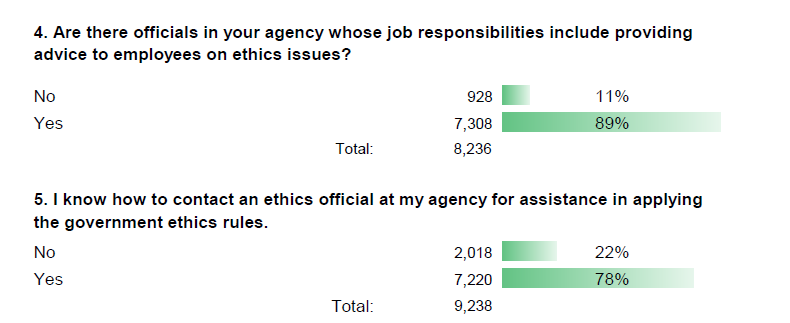 4. Are there officials in your agency whose job responsibilities include providing
advice to employees on ethics issues?
No 928 11%
Yes 7,308 89%
Total: 8,236
5. I know how to contact an ethics official at my agency for assistance in applying
the government ethics rules.
No 2,018 22%
Yes 7,220 78%
Total: 9,238